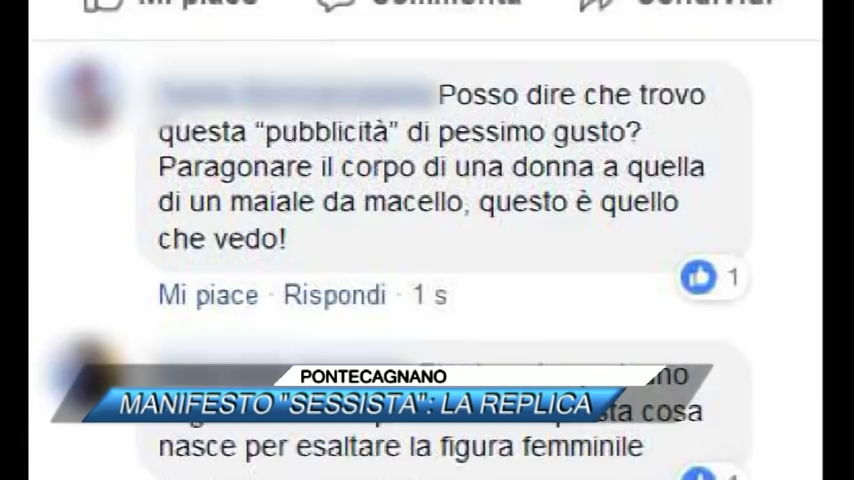 Mi piace Commenta Condividi
Posso dire che trovo
questa “pubblicità” di pessimo gusto?
Paragonare il corpo di una donna a quella
di un maiale da macello, questo è quello
che vedo!
1
Mi piace · Rispondi · 1 s
PONTECAGNANO
MANIFESTO "SESSISTA": LA REPLICA
cosa
nasce per esaltare la figura femminile